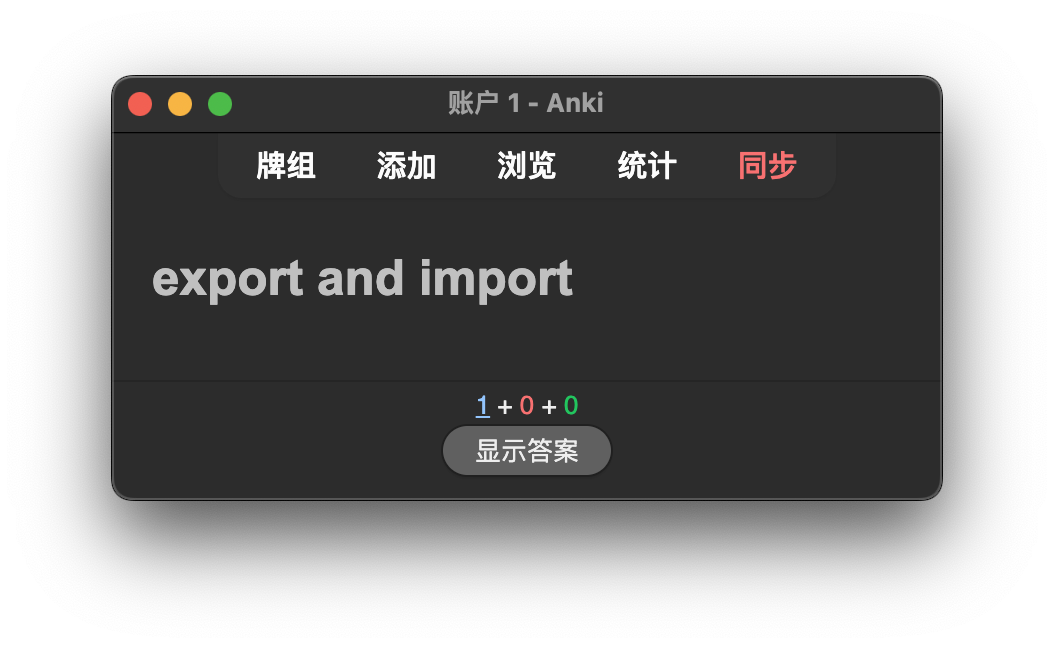 账户 1 - Anki
牌组 添加 浏览 统计 同步
export and import
1 + 0 + 0
显示答案